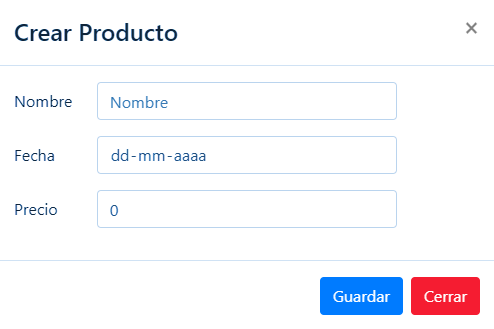 Crear Producto ×
Nombre Nombre
Fecha dd-mm-aaaa
Precio 0
Guardar Cerrar